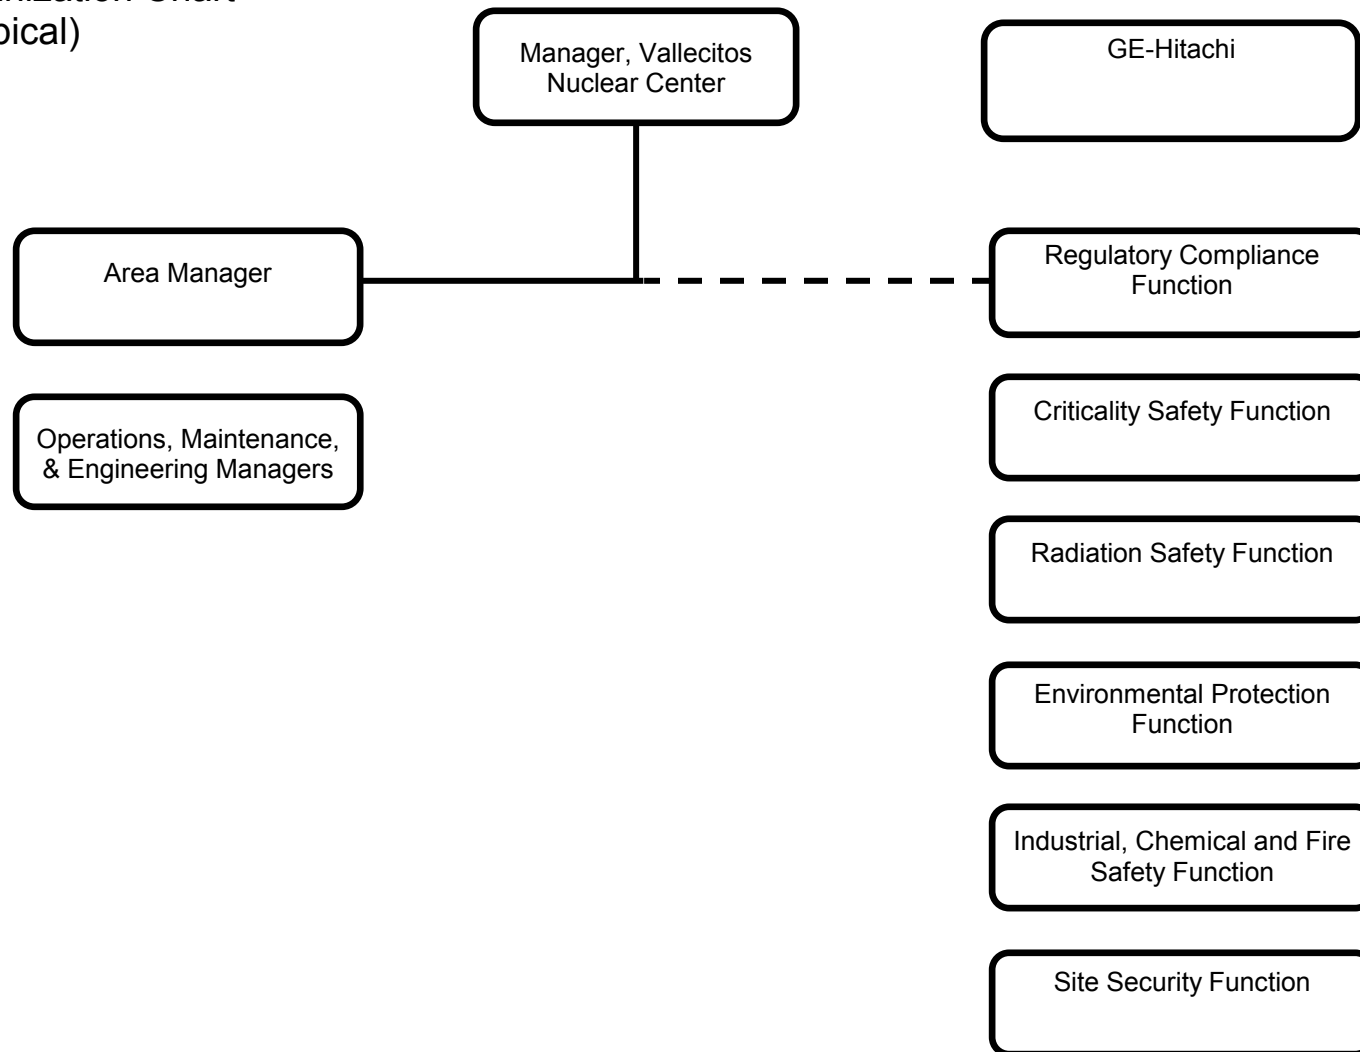 pical)
Manager, Vallecitos
Nuclear Center
GE-Hitachi
Area Manager
Regulatory Compliance
Function
Operations, Maintenance,
& Engineering Managers
Criticality Safety Function
Radiation Safety Function
Environmental Protection
Function
Industrial, Chemical and Fire
Safety Function
Site Security Function